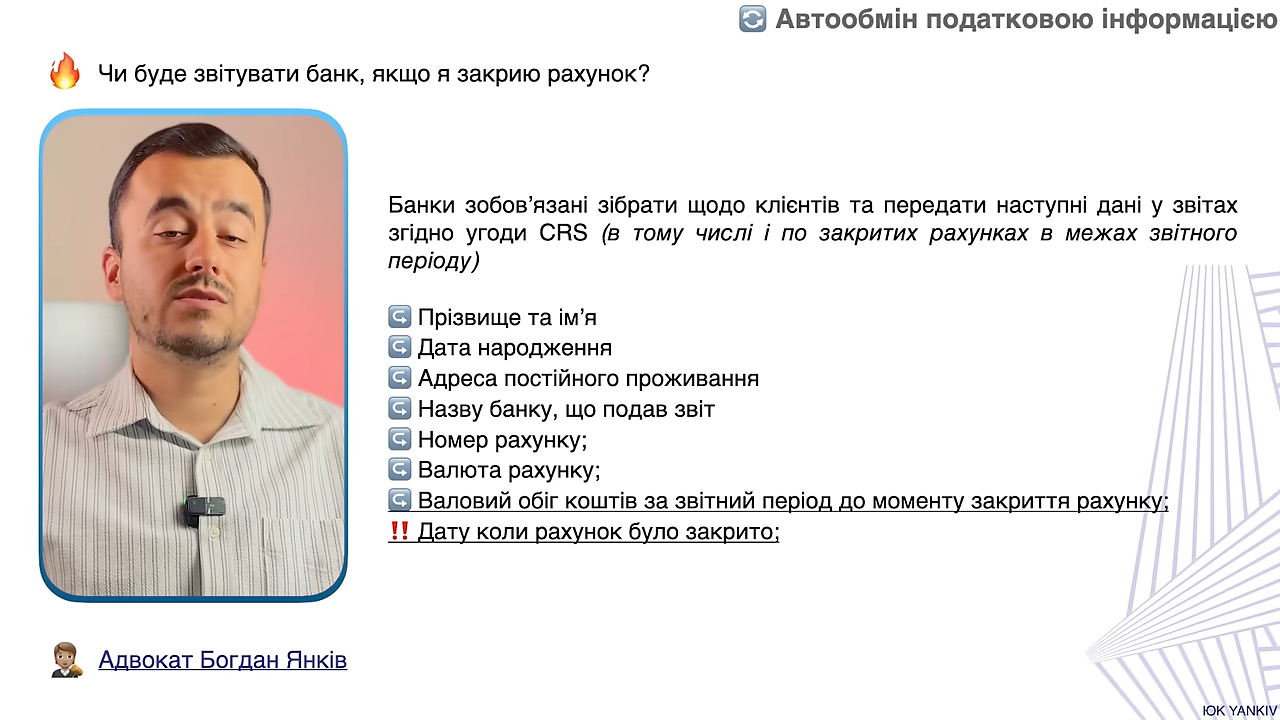 🔄 Автообмін податковою інформацією
🔥 Чи буде звітувати банк, якщо я закрию рахунок?
Банки зобов’язані зібрати щодо клієнтів та передати наступні дані у звітах
згідно угоди CRS (в тому числі і по закритих рахунках в межах звітного
періоду)
↪️ Прізвище та ім’я
↪️ Дата народження
↪️ Адреса постійного проживання
↪️ Назву банку, що подав звіт
↪️ Номер рахунку;
↪️ Валюта рахунку;
↪️ Валовий обіг коштів за звітний період до моменту закриття рахунку;
‼️ Дату коли рахунок було закрито;
Адвокат Богдан Янків
ЮК YANKIV